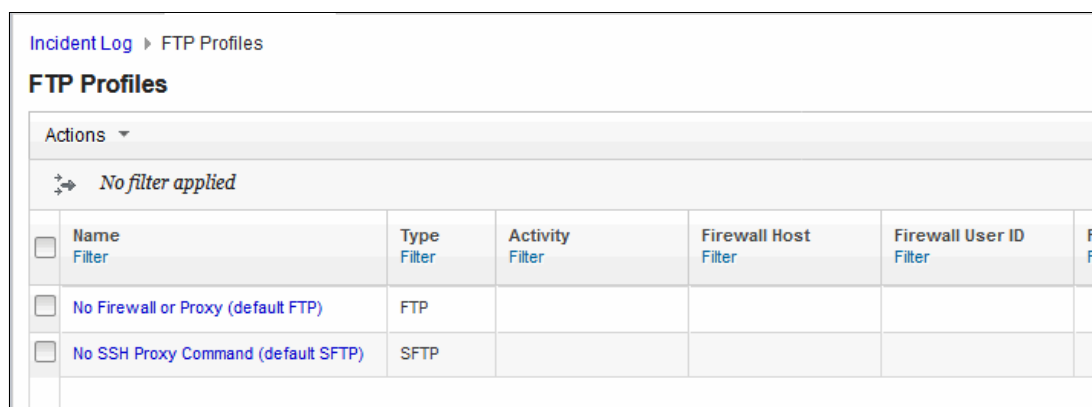 Incident Log ▸ FTP Profiles
FTP Profiles
Actions
No filter applied
Name Type Activity Firewall Host Firewall User ID
Filter Filter Filter Filter Filter
No Firewall or Proxy (default FTP) FTP
No SSH Proxy Command (default SFTP) SFTP